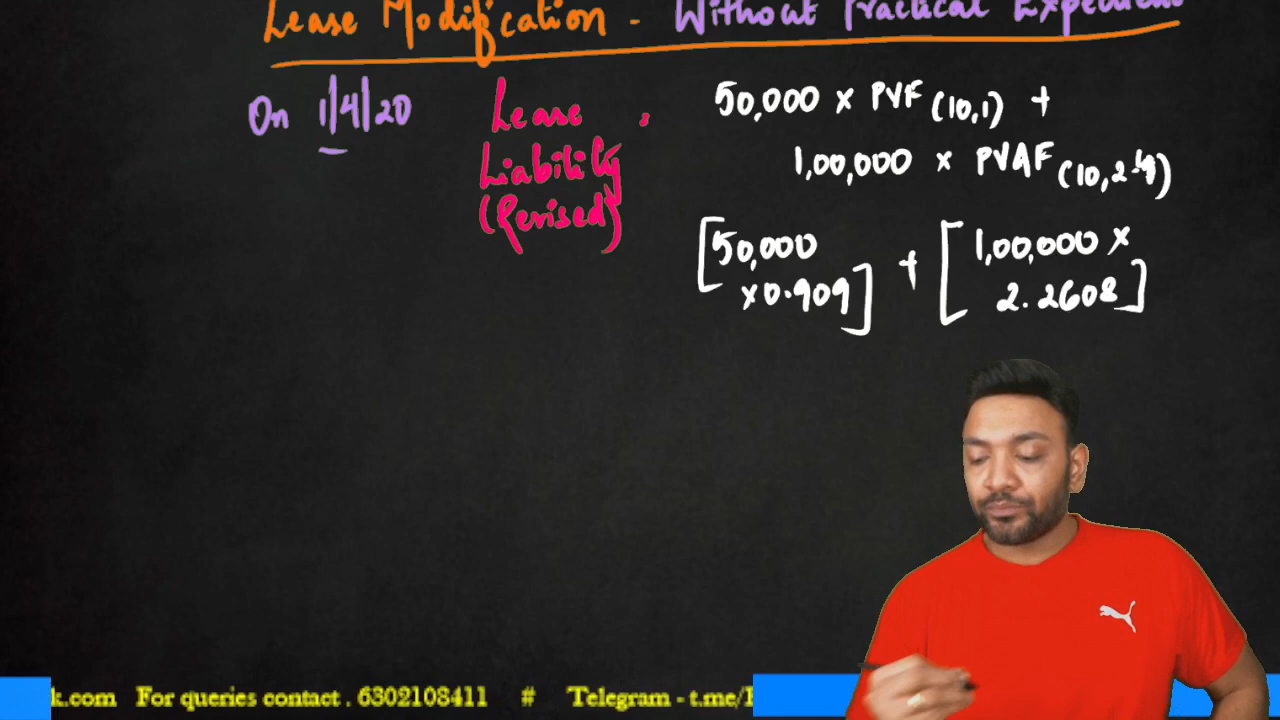 Lease Modification - Without Practical Expedient
On 1/4/20
Lease
Liability
(Revised)
50,000 x PVF (10,1) +
1,00,000 x PVAF (10, 2-4)
[50,000
x0.909] + [1,00,000 x
2.2608]
k.com For queries contact . 6302108411 # Telegram - t.me/